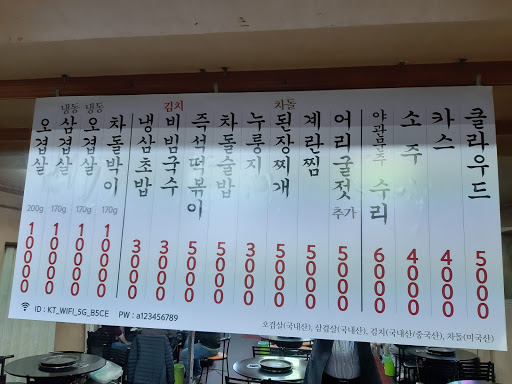 오겹살 200g 10000
냉동 삼겹살 170g 10000
냉동 오겹살 170g 10000
차돌박이 170g 10000
냉삼초밥 3000
김치 비빔국수 3000
즉석떡볶이 5000
차돌술밥 5000
누룽지 3000
차돌 된장찌개 5000
계란찜 5000
어리굴젓 추가 5000
수리 6000
소주 4000
카스 4000
클라우드 5000
ID : KT_WIFI_5G_B5CE PW : a123456789
오겹살(국내산), 삼겹살(국내산), 김치(국내산/중국산), 차돌(미국산)